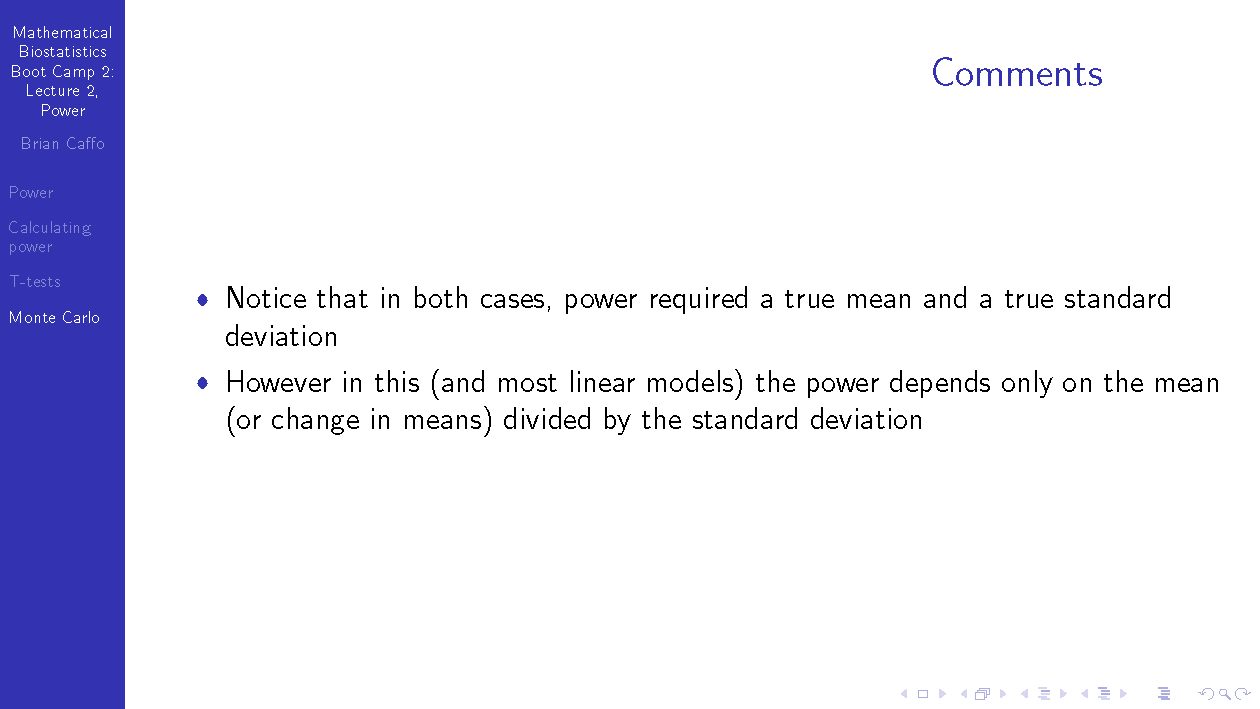 Mathematical
Biostatistics
Boot Camp 2:
Lecture 2,
Power
Brian Caffo
Power
Calculating
power
T-tests
Monte Carlo
Comments
• Notice that in both cases, power required a true mean and a true standard
deviation
• However in this (and most linear models) the power depends only on the mean
(or change in means) divided by the standard deviation